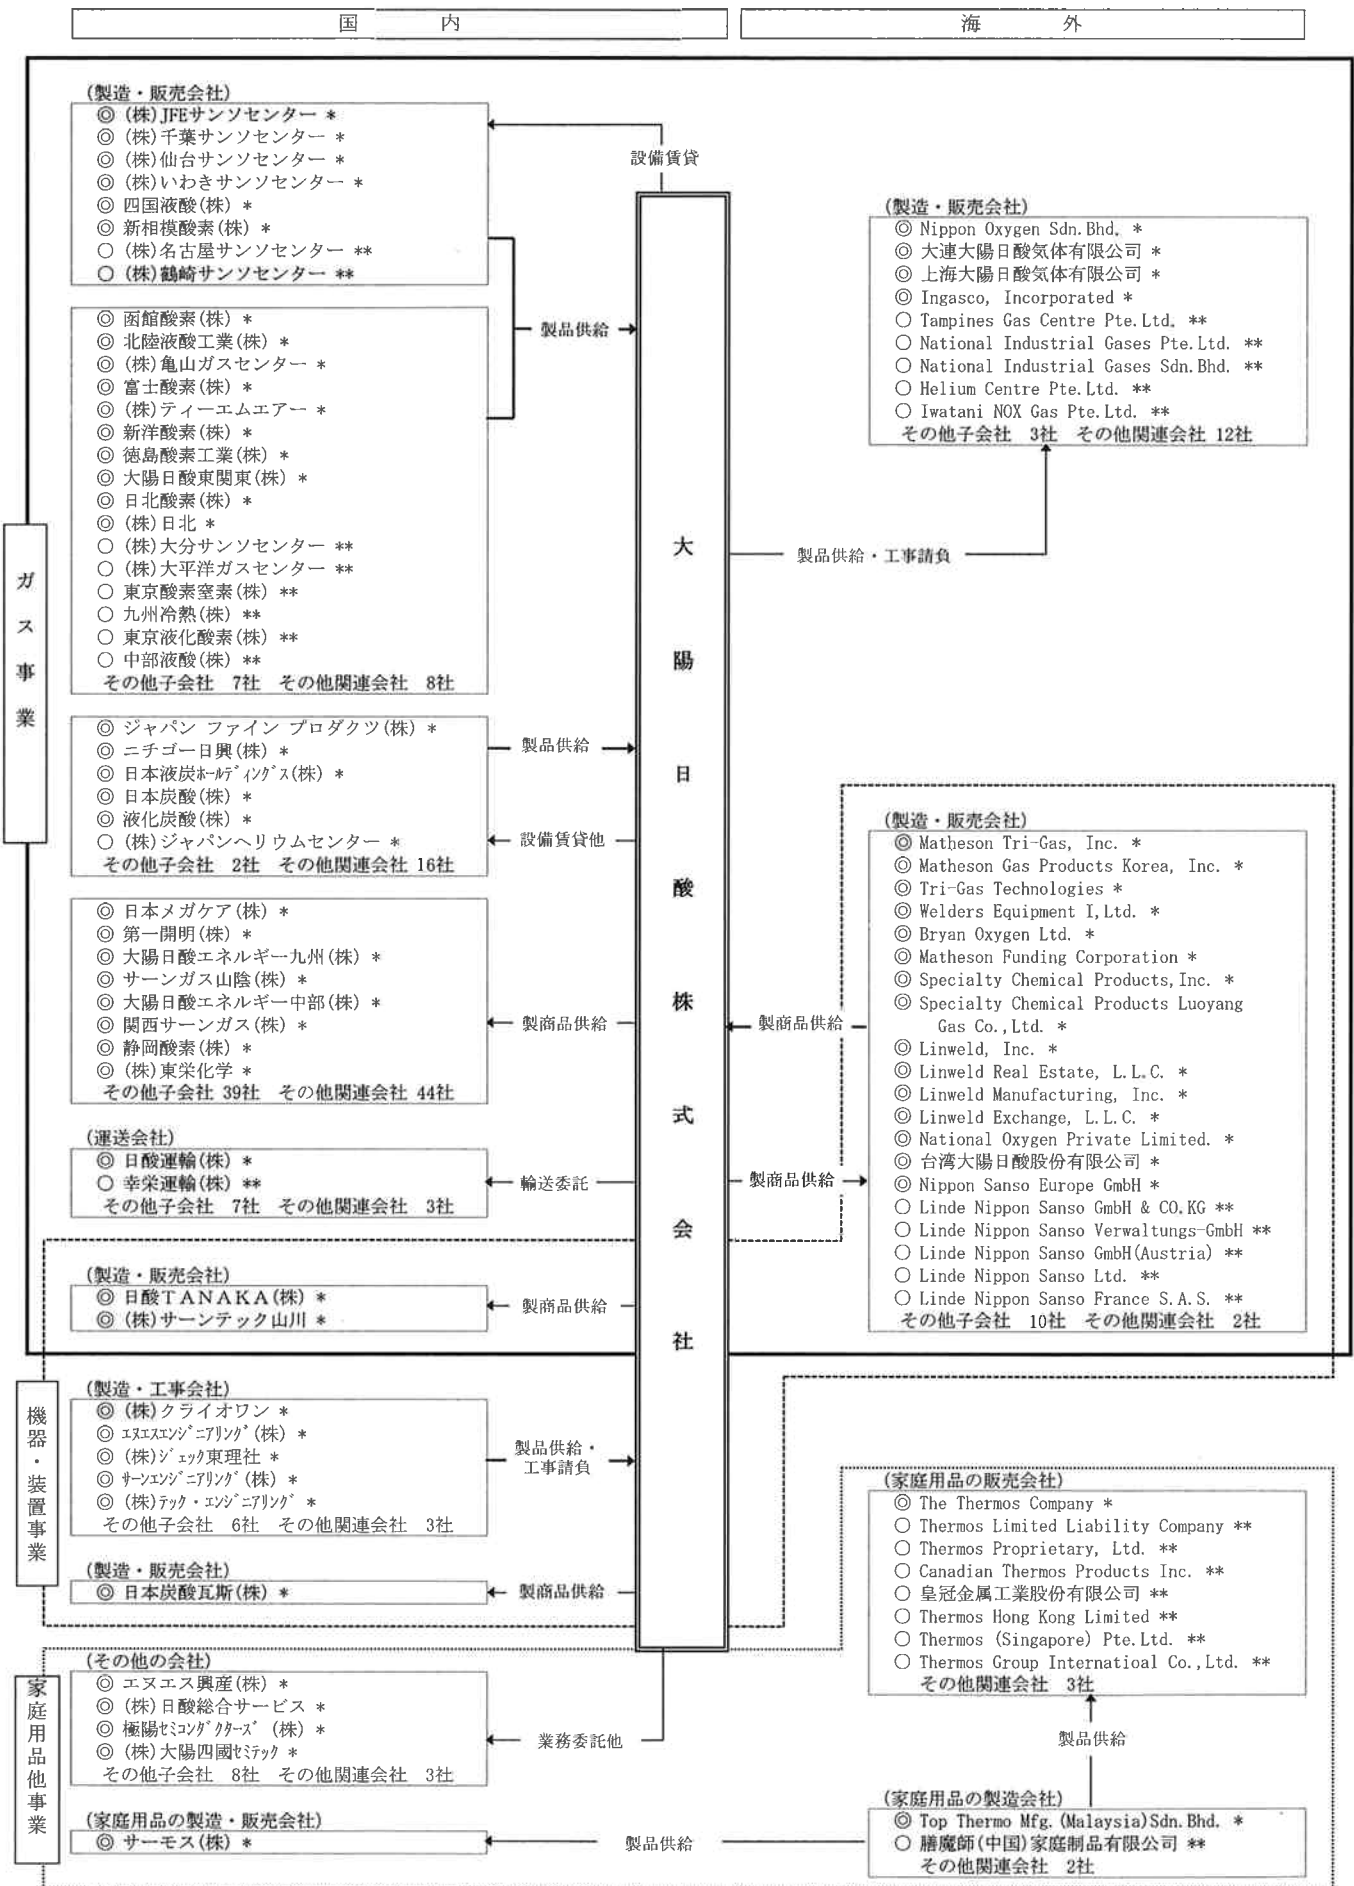 国　内
海　外
ガス事業
(製造・販売会社)
◎ (株)JFEサンソセンター *
◎ (株)千葉サンソセンター *
◎ (株)仙台サンソセンター *
◎ (株)いわきサンソセンター *
◎ 四国液酸(株) *
◎ 新相模酸素(株) *
○ (株)名古屋サンソセンター **
○ (株)鶴崎サンソセンター **
設備賃貸
◎ 函館酸素(株) *
◎ 北陸液酸工業(株) *
◎ (株)亀山ガスセンター *
◎ 富士酸素(株) *
◎ (株)ティーエムエアー *
◎ 新洋酸素(株) *
◎ 徳島酸素工業(株) *
◎ 大陽日酸東関東(株) *
◎ 日北酸素(株) *
◎ (株)日北 *
○ (株)大分サンソセンター **
○ (株)大平洋ガスセンター **
○ 東京酸素窒素(株) **
○ 九州冷熱(株) **
○ 東京液化酸素(株) **
○ 中部液酸(株) **
その他子会社 7社 その他関連会社 8社
製品供給
◎ ジャパン ファイン プロダクツ(株) *
◎ ニチゴー日興(株) *
◎ 日本液炭ﾎｰﾙﾃﾞｨﾝｸﾞｽ(株) *
◎ 日本炭酸(株) *
◎ 液化炭酸(株) *
○ (株)ジャパンヘリウムセンター *
その他子会社 2社 その他関連会社 16社
製品供給
設備賃貸他
◎ 日本メガケア(株) *
◎ 第一開明(株) *
◎ 大陽日酸エネルギー九州(株) *
◎ サーンガス山陰(株) *
◎ 大陽日酸エネルギー中部(株) *
◎ 関西サーンガス(株) *
◎ 静岡酸素(株) *
◎ (株)東栄化学 *
その他子会社 39社 その他関連会社 44社
製商品供給
(運送会社)
◎ 日酸運輸(株) *
○ 幸栄運輸(株) **
その他子会社 7社 その他関連会社 3社
輸送委託
(製造・販売会社)
◎ 日酸TANAKA(株) *
◎ (株)サーンテック山川 *
製商品供給
大陽日酸株式会社
(製造・販売会社)
◎ Nippon Oxygen Sdn.Bhd. *
◎ 大連大陽日酸気体有限公司 *
◎ 上海大陽日酸気体有限公司 *
◎ Ingasco, Incorporated *
○ Tampines Gas Centre Pte.Ltd. **
○ National Industrial Gases Pte.Ltd. **
○ National Industrial Gases Sdn.Bhd. **
○ Helium Centre Pte.Ltd. **
○ Iwatani NOX Gas Pte.Ltd. **
その他子会社 3社 その他関連会社 12社
製品供給・工事請負
(製造・販売会社)
◎ Matheson Tri-Gas, Inc. *
◎ Matheson Gas Products Korea, Inc. *
◎ Tri-Gas Technologies *
◎ Welders Equipment I,Ltd. *
◎ Bryan Oxygen Ltd. *
◎ Matheson Funding Corporation *
◎ Specialty Chemical Products,Inc. *
◎ Specialty Chemical Products Luoyang
Gas Co.,Ltd. *
◎ Linweld, Inc. *
◎ Linweld Real Estate, L.L.C. *
◎ Linweld Manufacturing, Inc. *
◎ Linweld Exchange, L.L.C. *
◎ National Oxygen Private Limited. *
◎ 台湾大陽日酸股份有限公司 *
◎ Nippon Sanso Europe GmbH *
○ Linde Nippon Sanso GmbH & CO.KG **
○ Linde Nippon Sanso Verwaltungs-GmbH **
○ Linde Nippon Sanso GmbH(Austria) **
○ Linde Nippon Sanso Ltd. **
○ Linde Nippon Sanso France S.A.S. **
その他子会社 10社 その他関連会社 2社
製商品供給
製商品供給
機器・装置事業
(製造・工事会社)
◎ (株)クライオワン *
◎ ｴﾇｴｽｴﾝｼﾞﾆｱﾘﾝｸﾞ(株) *
◎ (株)ｼﾞｪｯｸ東理社 *
◎ ｻｰﾝｴﾝｼﾞﾆｱﾘﾝｸﾞ(株) *
◎ (株)ﾃｯｸ・ｴﾝｼﾞﾆｱﾘﾝｸﾞ *
その他子会社 6社 その他関連会社 3社
製品供給・
工事請負
(製造・販売会社)
◎ 日本炭酸瓦斯(株) *
製商品供給
家庭用品他事業
(その他の会社)
◎ エヌエス興産(株) *
◎ (株)日酸総合サービス *
◎ 極陽ｾﾐｺﾝﾀﾞｸﾀｰｽﾞ(株) *
◎ (株)大陽四國ｾﾐﾃｯｸ *
その他子会社 8社 その他関連会社 3社
業務委託他
(家庭用品の製造・販売会社)
◎ サーモス(株) *
製品供給
(家庭用品の販売会社)
◎ The Thermos Company *
○ Thermos Limited Liability Company **
○ Thermos Proprietary, Ltd. **
○ Canadian Thermos Products Inc. **
○ 皇冠金属工業股份有限公司 **
○ Thermos Hong Kong Limited **
○ Thermos (Singapore) Pte.Ltd. **
○ Thermos Group Internatioal Co.,Ltd. **
その他関連会社 3社
製品供給
(家庭用品の製造会社)
◎ Top Thermo Mfg.(Malaysia)Sdn.Bhd. *
○ 膳魔師(中国)家庭制品有限公司 **
その他関連会社 2社